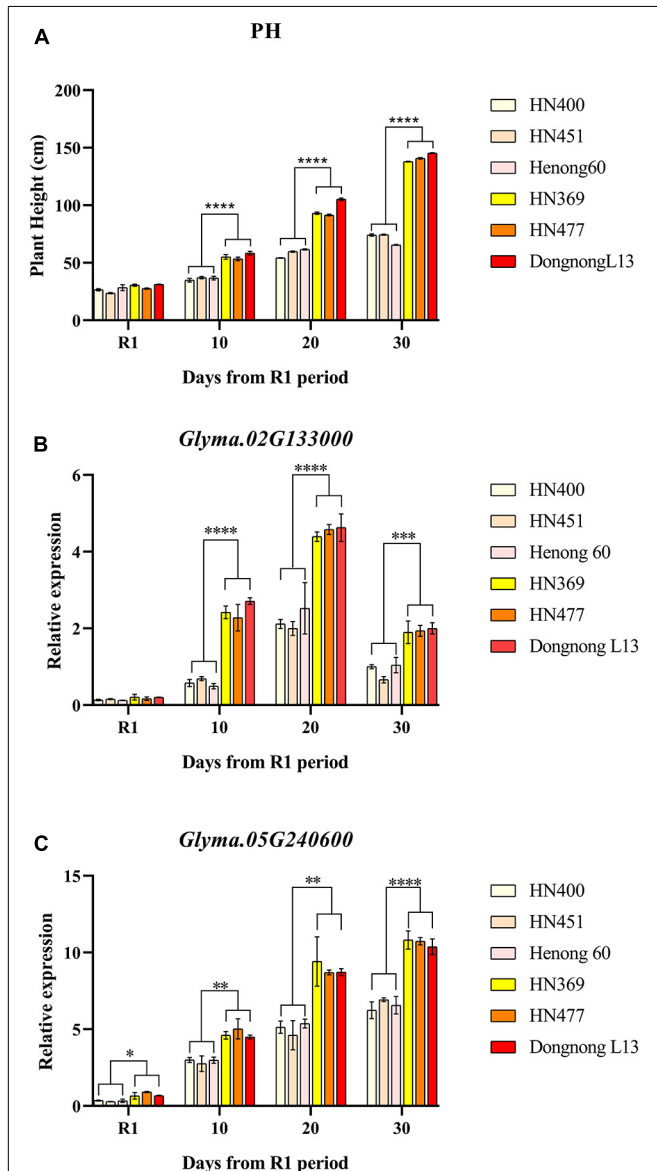 A
PH
Plant Height (cm)
200
150
100
50
0
****
****
****
R1
10
20
30
Days from R1 period
HN400
HN451
Henong60
HN369
HN477
DongnongL13
B
Glyma.02G133000
Relative expression
6
4
2
0
****
****
***
R1
10
20
30
Days from R1 period
HN400
HN451
Henong 60
HN369
HN477
Dongnong L13
C
Glyma.05G240600
Relative expression
15
10
5
0
*
**
**
****
R1
10
20
30
Days from R1 period
HN400
HN451
Henong 60
HN369
HN477
Dongnong L13